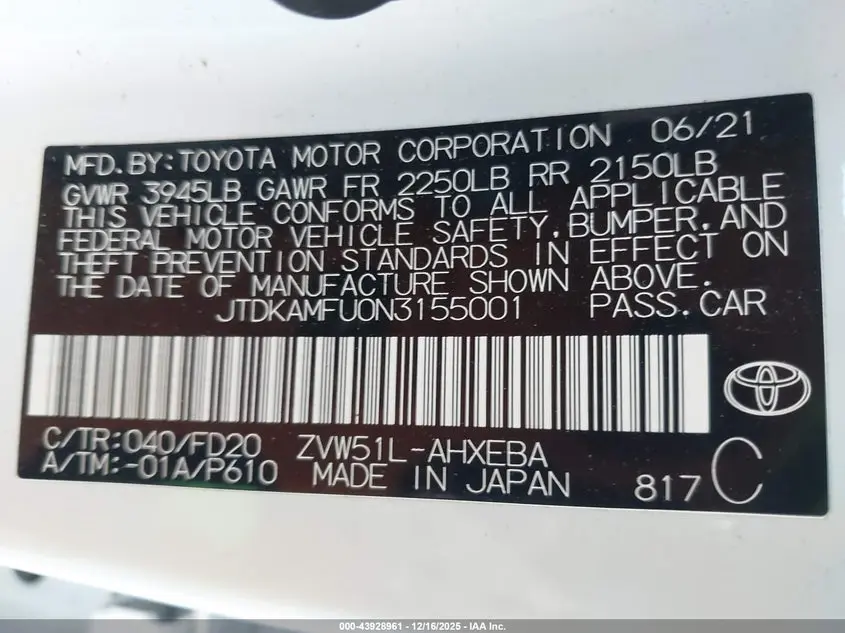 MFD.BY:TOYOTA MOTOR CORPORATION 06/21
GVWR 3945LB GAWR FR 2250LB RR 2150LB
THIS VEHICLE CONFORMS TO ALL APPLICABLE
FEDERAL MOTOR VEHICLE SAFETY,BUMPER,AND
THEFT PREVENTION STANDARDS IN EFFECT ON
THE DATE OF MANUFACTURE SHOWN ABOVE.
JTDKAMFU0N3155001 PASS.CAR
C/TR:040/FD20 ZVW51L-AHXEBA
A/TM:-01A/P610 MADE IN JAPAN 817 C
000-43928961 - 12/16/2025 - IAA Inc.